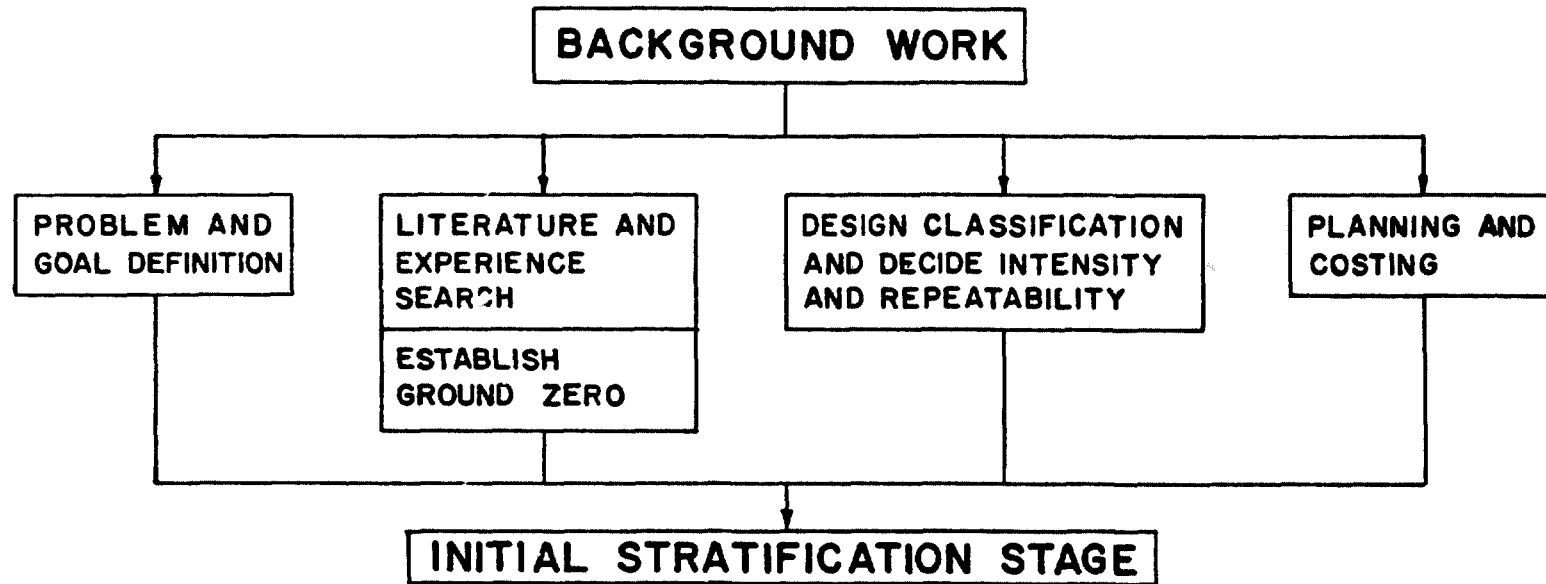 BACKGROUND WORK
PROBLEM AND
GOAL DEFINITION
LITERATURE AND
EXPERIENCE
SEARCH
ESTABLISH
GROUND ZERO
DESIGN CLASSIFICATION
AND DECIDE INTENSITY
AND REPEATABILITY
PLANNING AND
COSTING
INITIAL STRATIFICATION STAGE